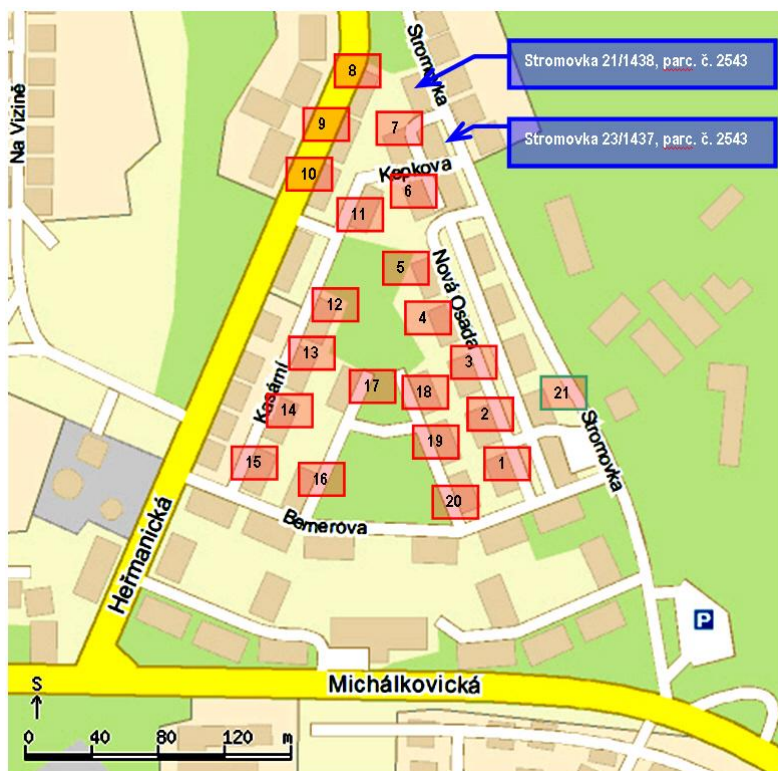 Stromovka
Stromovka 21/1438, parc. č. 2543
8
9
7
Stromovka 23/1437, parc. č. 2543
Na Vizině
10
Kepkova
6
11
5
Nová Osada
12
4
13
3
Kasární
17
18
21
14
2
Stromovka
19
15
1
16
20
Bernerova
Heřmanická
P
S
Michálkovická
0 40 80 120 m